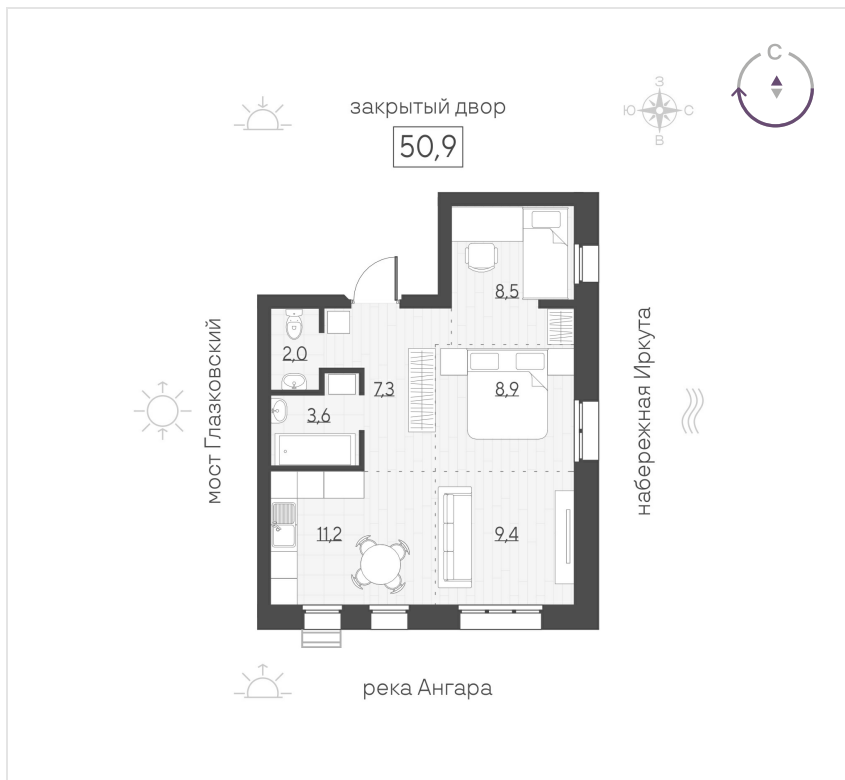 С
закрытый двор
З
Ю
С
В
50,9
8,5
2,0
7,3
8,9
3,6
11,2
9,4
мост Глазковский
набережная Иркута
река Ангара